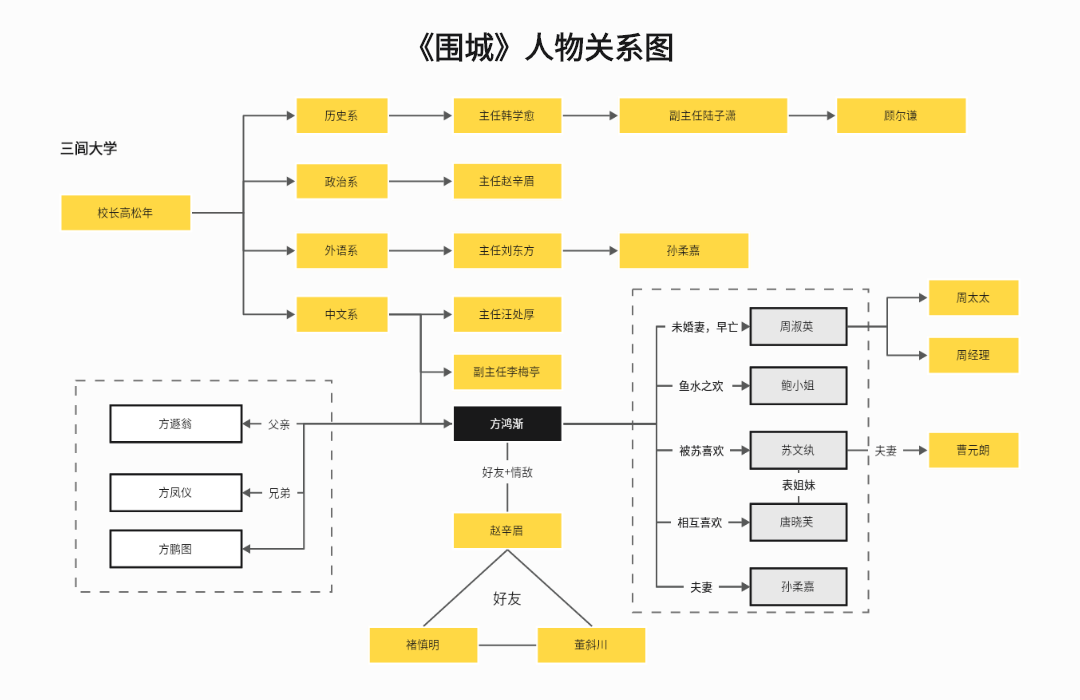 《围城》人物关系图
三闾大学
校长高松年
历史系
主任韩学愈
副主任陆子潇
顾尔谦
政治系
主任赵辛眉
外语系
主任刘东方
孙柔嘉
中文系
主任汪处厚
副主任李梅亭
方鸿渐
父亲
方遯翁
兄弟
方凤仪
方鹏图
好友+情敌
赵辛眉
好友
褚慎明
董斜川
未婚妻，早亡
周淑英
周太太
周经理
鱼水之欢
鲍小姐
被苏喜欢
苏文纨
夫妻
曹元朗
表姐妹
相互喜欢
唐晓芙
夫妻
孙柔嘉